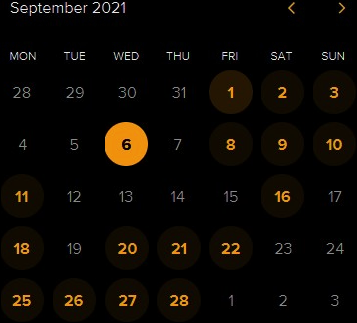 September 2021 < >
MON TUE WED THU FRI SAT SUN
28 29 30 31 1 2 3
4 5 6 7 8 9 10
11 12 13 14 15 16 17
18 19 20 21 22 23 24
25 26 27 28 1 2 3